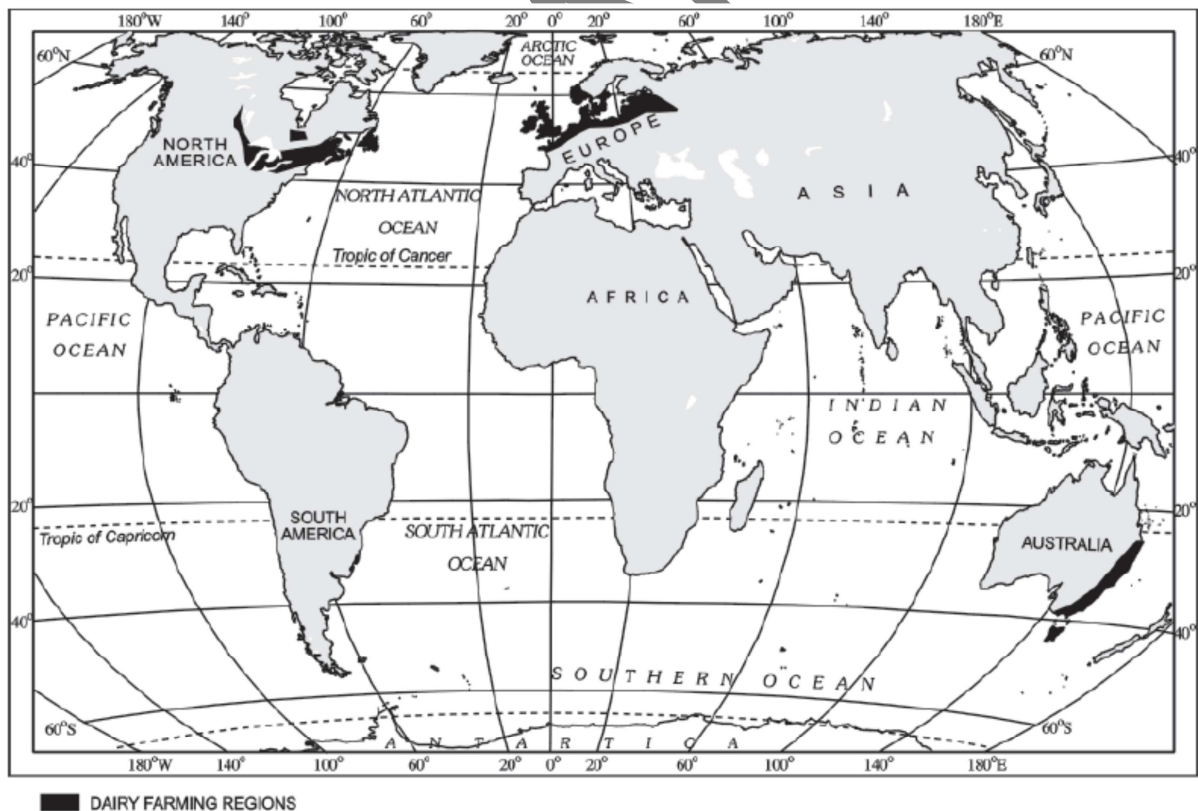 180°W 140° 100° 60° 20° 0° 20° 60° 100° 140° 180°E
60°N
ARCTIC
OCEAN
60°N
NORTH
AMERICA
EUROPE
40°
40°
ASIA
NORTH ATLANTIC
OCEAN
Tropic of Cancer
20°
20°
AFRICA
PACIFIC
OCEAN
PACIFIC
OCEAN
INDIAN
OCEAN
20°
20°
SOUTH
AMERICA
Tropic of Capricorn
SOUTH ATLANTIC
OCEAN
AUSTRALIA
40°
40°
SOUTHERN OCEAN
60°S
60°S
ANTARTICA
180°W 140° 100° 60° 20° 0° 20° 60° 100° 140° 180°E
DAIRY FARMING REGIONS